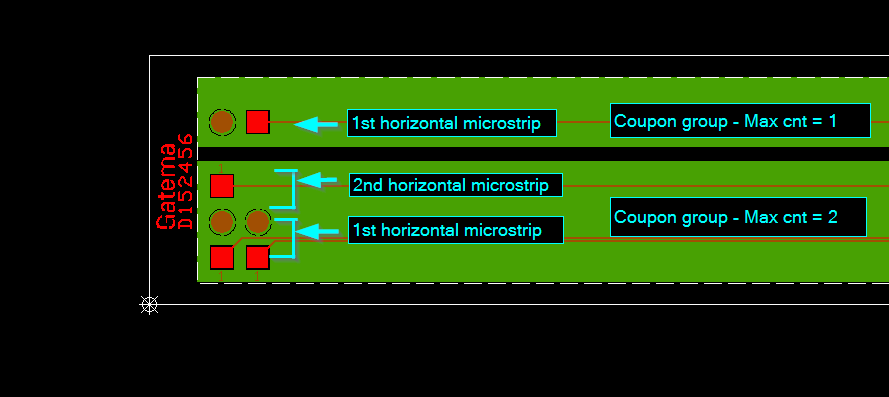 1st horizontal microstrip
Coupon group - Max cnt = 1
2nd horizontal microstrip
Coupon group - Max cnt = 2
1st horizontal microstrip
Gatema
D152456